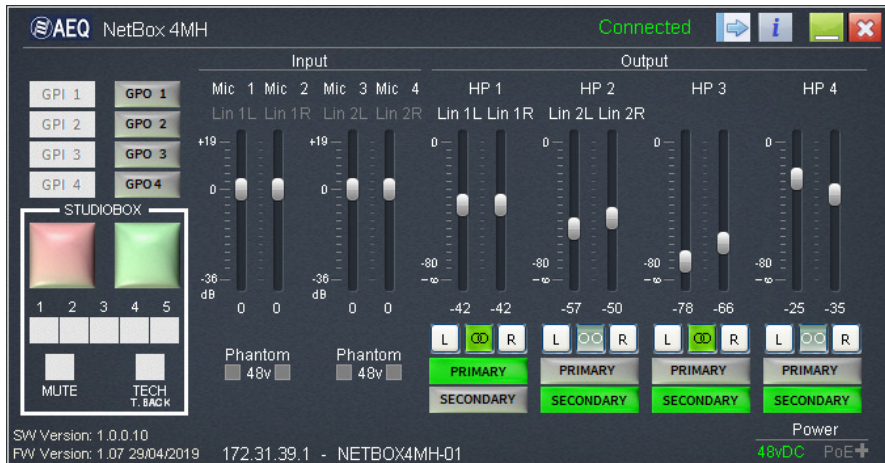 AEQ NetBox 4MH Connected i
Input Output
GPI 1 GPO 1 Mic 1 Mic 2 Mic 3 Mic 4 HP 1 HP 2 HP 3 HP 4
GPI 2 GPO 2 Lin 1L Lin 1R Lin 2L Lin 2R Lin 1L Lin 1R Lin 2L Lin 2R
GPI 3 GPO 3 +19 +19 0 0 0 0
GPI 4 GPO4 0 0
STUDIOBOX
-80 -80 -80 -80
-36 -36 -∞ -∞ -∞ -∞
dB dB
1 2 3 4 5 0 0 0 0 -42 -42 -57 -50 -78 -66 -25 -35
L R L R L R L R
Phantom Phantom
48v 48v
PRIMARY PRIMARY PRIMARY PRIMARY
MUTE TECH
T. BACK
SECONDARY SECONDARY SECONDARY SECONDARY
SW Version: 1.0.0.10 Power
FW Version: 1.07 29/04/2019 172.31.39.1 - NETBOX4MH-01 48vDC PoE+